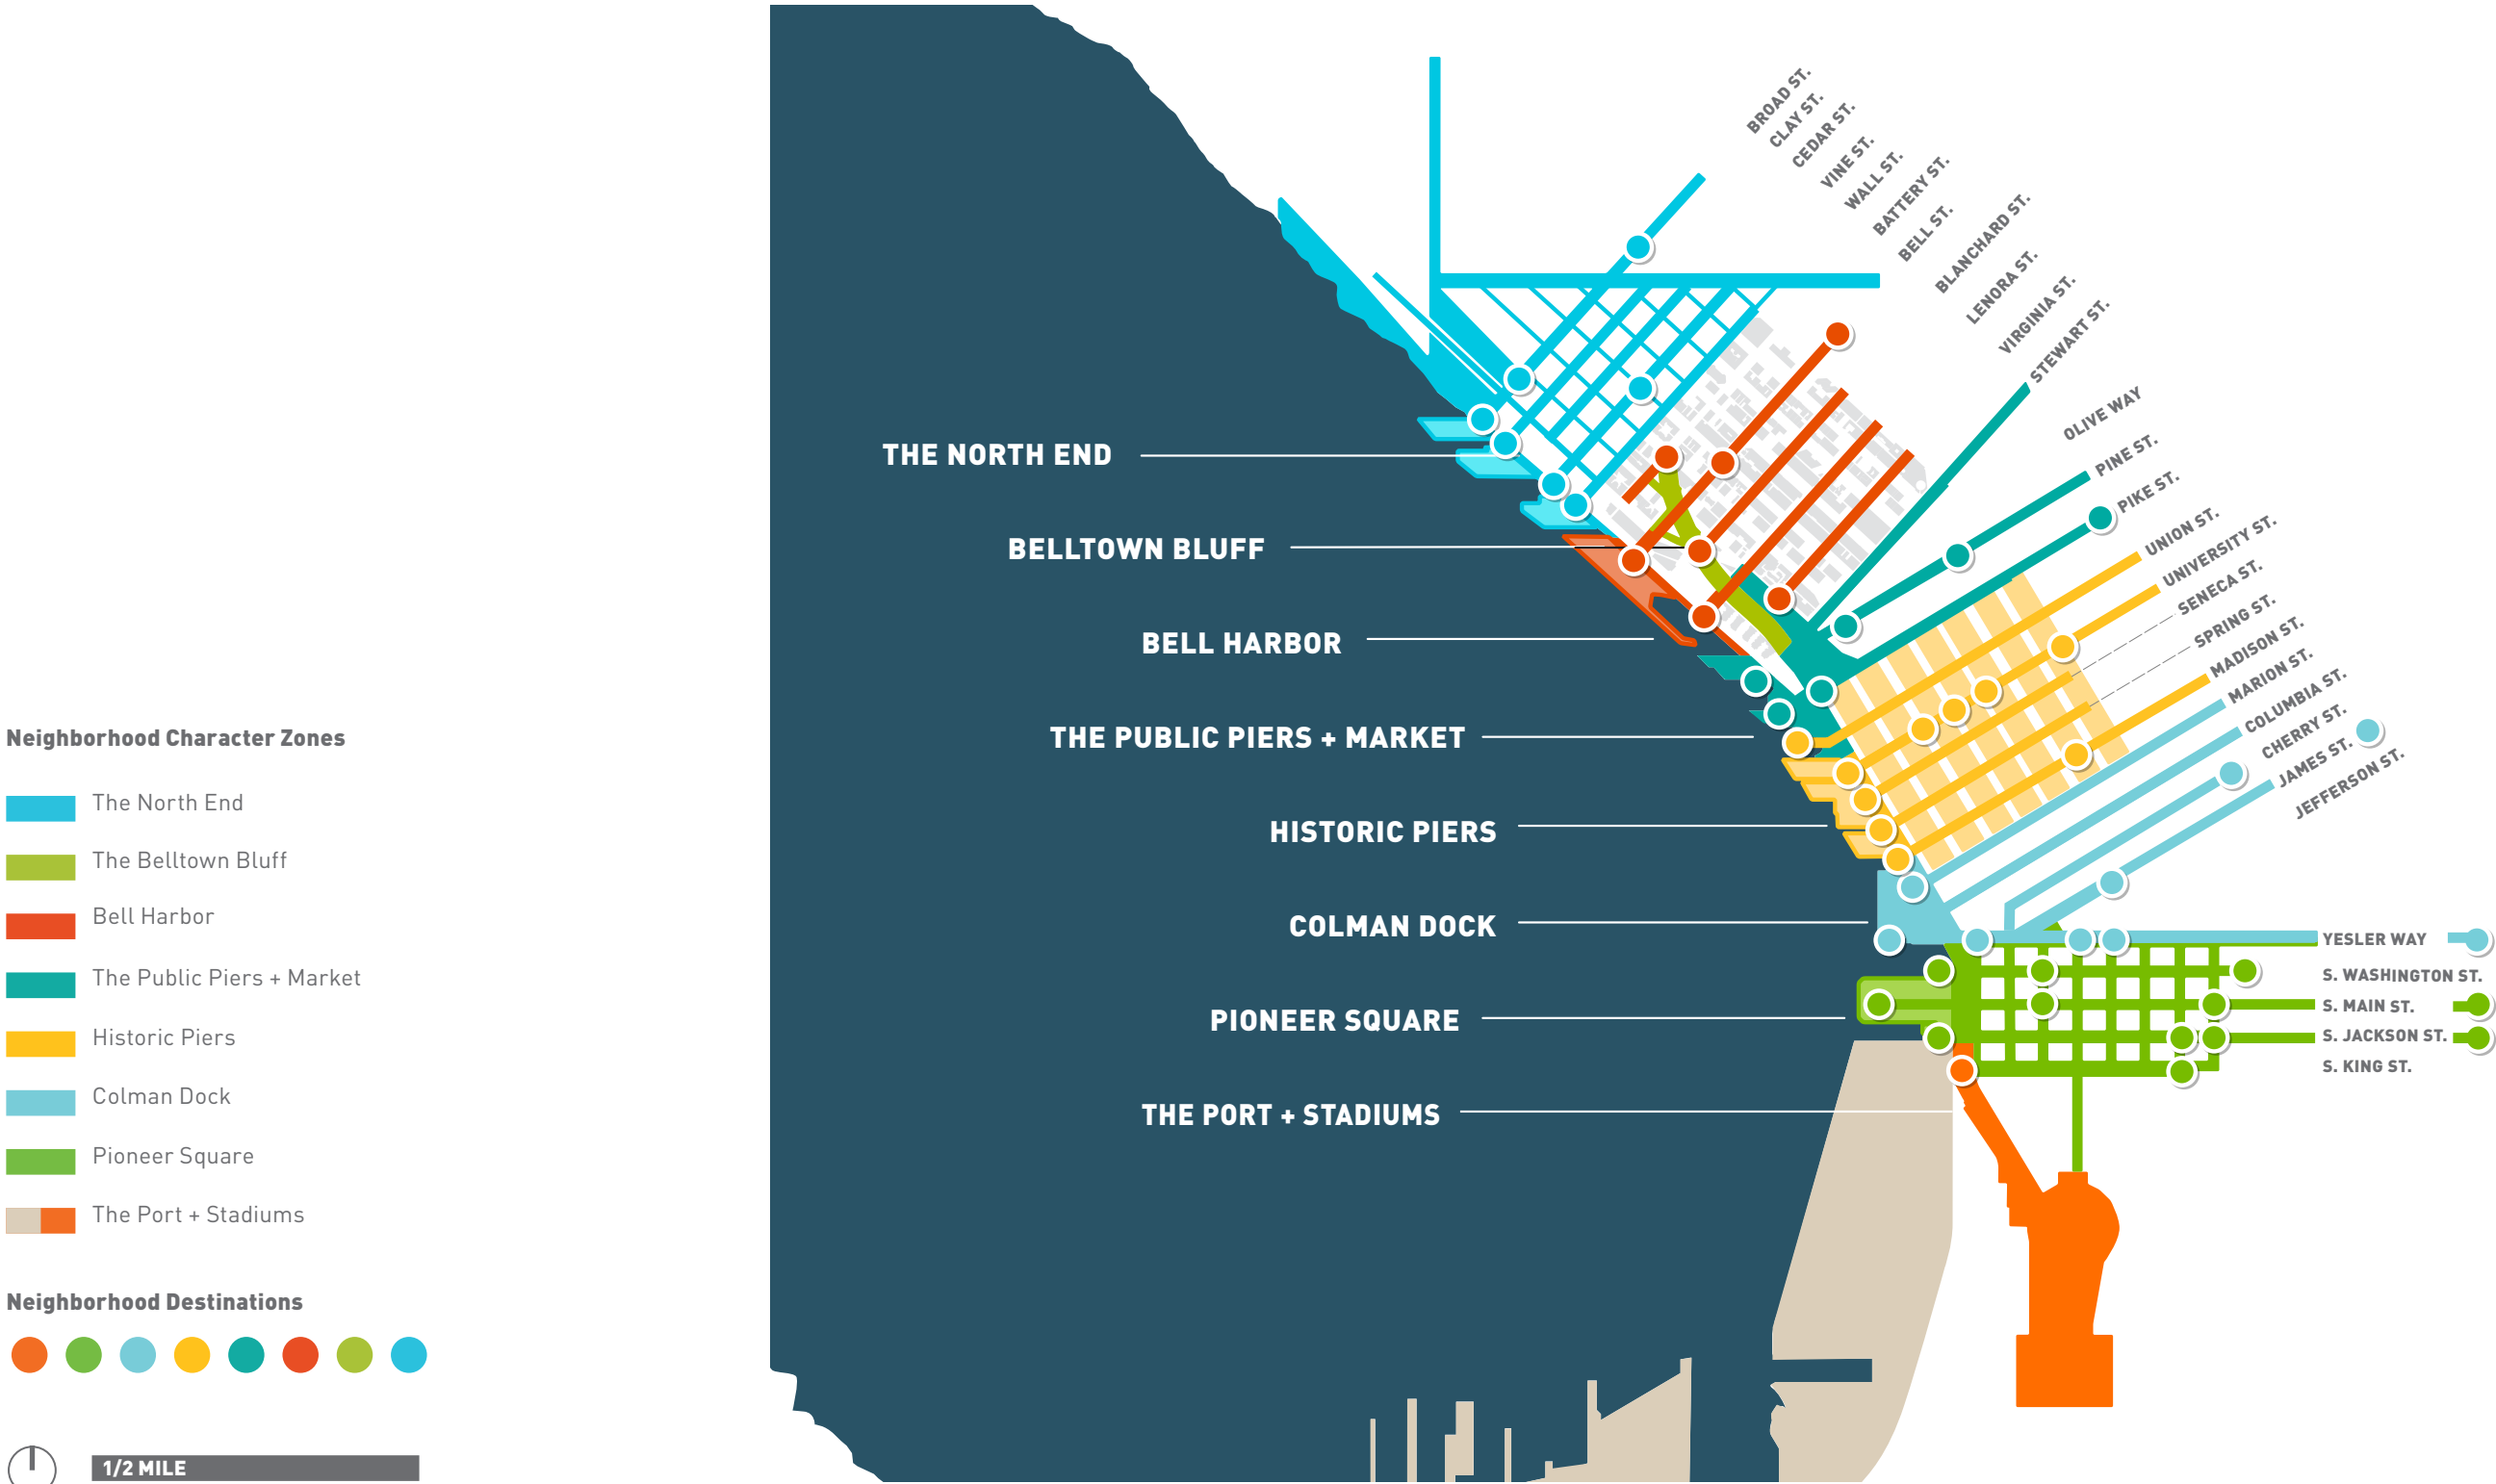 BROAD ST.
CLAY ST.
CEDAR ST.
VINE ST.
WALL ST.
BATTERY ST.
BELL ST.
BLANCHARD ST.
LENORA ST.
VIRGINIA ST.
STEWART ST.
OLIVE WAY
PINE ST.
PIKE ST.
UNION ST.
UNIVERSITY ST.
SENECA ST.
SPRING ST.
MADISON ST.
MARION ST.
COLUMBIA ST.
CHERRY ST.
JAMES ST.
JEFFERSON ST.
YESLER WAY
S. WASHINGTON ST.
S. MAIN ST.
S. JACKSON ST.
S. KING ST.
THE NORTH END
BELLTOWN BLUFF
BELL HARBOR
THE PUBLIC PIERS + MARKET
HISTORIC PIERS
COLMAN DOCK
PIONEER SQUARE
THE PORT + STADIUMS
Neighborhood Character Zones
The North End
The Belltown Bluff
Bell Harbor
The Public Piers + Market
Historic Piers
Colman Dock
Pioneer Square
The Port + Stadiums
Neighborhood Destinations
1/2 MILE